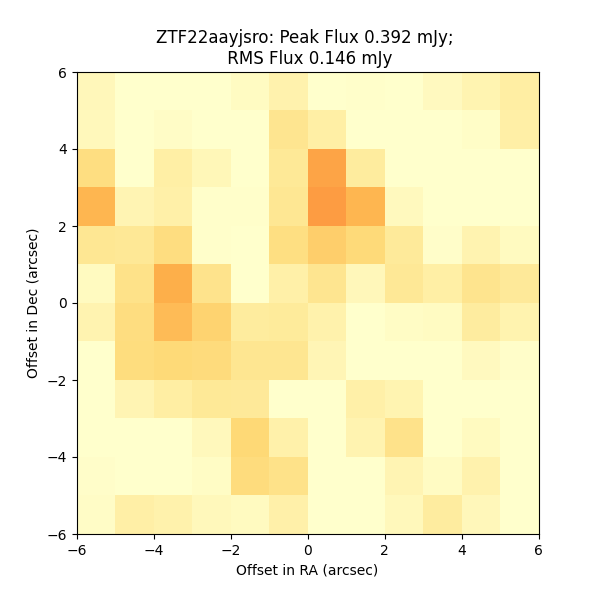 ZTF22aayjsro: Peak Flux 0.392 mJy;
RMS Flux 0.146 mJy
6
4
2
0
−2
−4
−6
Offset in Dec (arcsec)
−6 −4 −2 0 2 4 6
Offset in RA (arcsec)